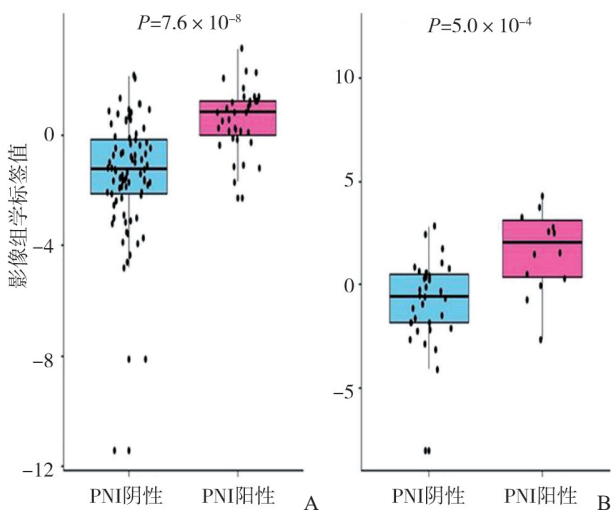 P=7.6 × 10⁻⁸
P=5.0 × 10⁻⁴
影像组学标签值
0
-4
-8
-12
10
5
0
-5
PNI阴性
PNI阳性
A
PNI阴性
PNI阳性
B